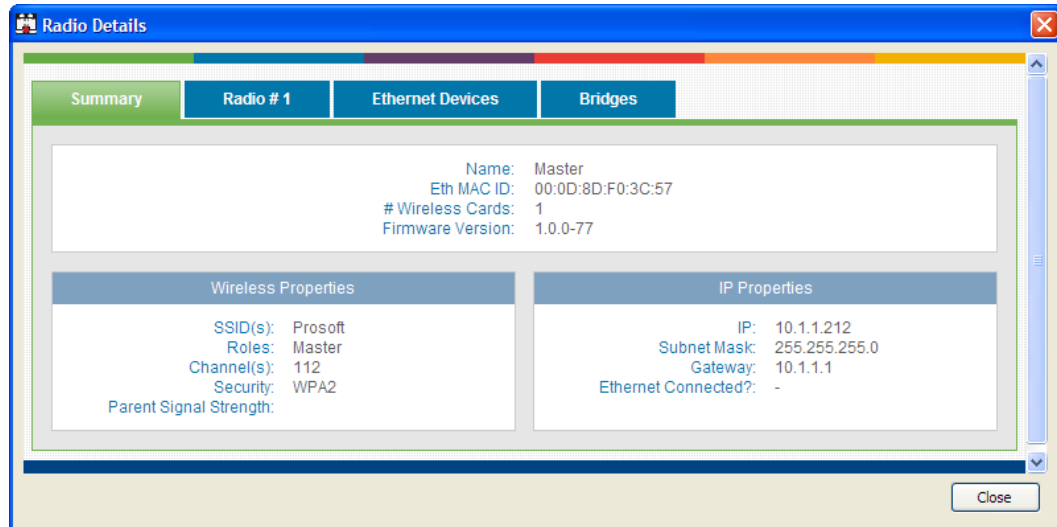 Radio Details
Summary
Radio # 1
Ethernet Devices
Bridges
Name: Master
Eth MAC ID: 00:0D:8D:F0:3C:57
# Wireless Cards: 1
Firmware Version: 1.0.0-77
Wireless Properties
SSID(s): Prosoft
Roles: Master
Channel(s): 112
Security: WPA2
Parent Signal Strength:
IP Properties
IP: 10.1.1.212
Subnet Mask: 255.255.255.0
Gateway: 10.1.1.1
Ethernet Connected?: -
Close